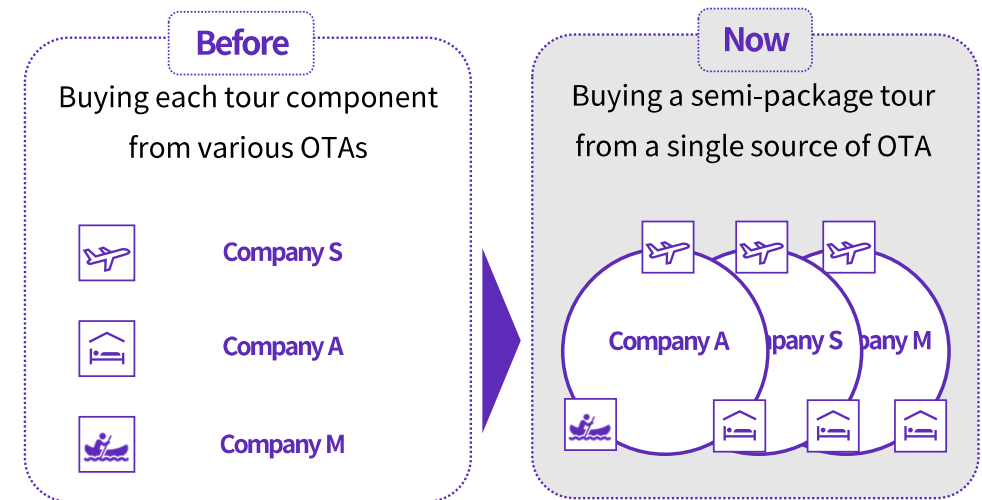 Before
Buying each tour component
from various OTAs
Company S
Company A
Company M
Now
Buying a semi-package tour
from a single source of OTA
Company A
pany S
pany M